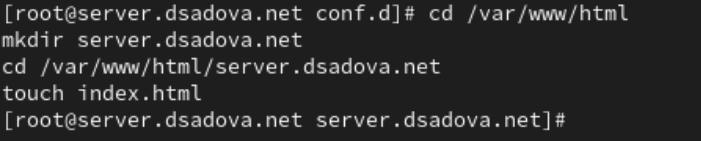 [root@server.dsadova.net conf.d]# cd /var/www/html
mkdir server.dsadova.net
cd /var/www/html/server.dsadova.net
touch index.html
[root@server.dsadova.net server.dsadova.net]#